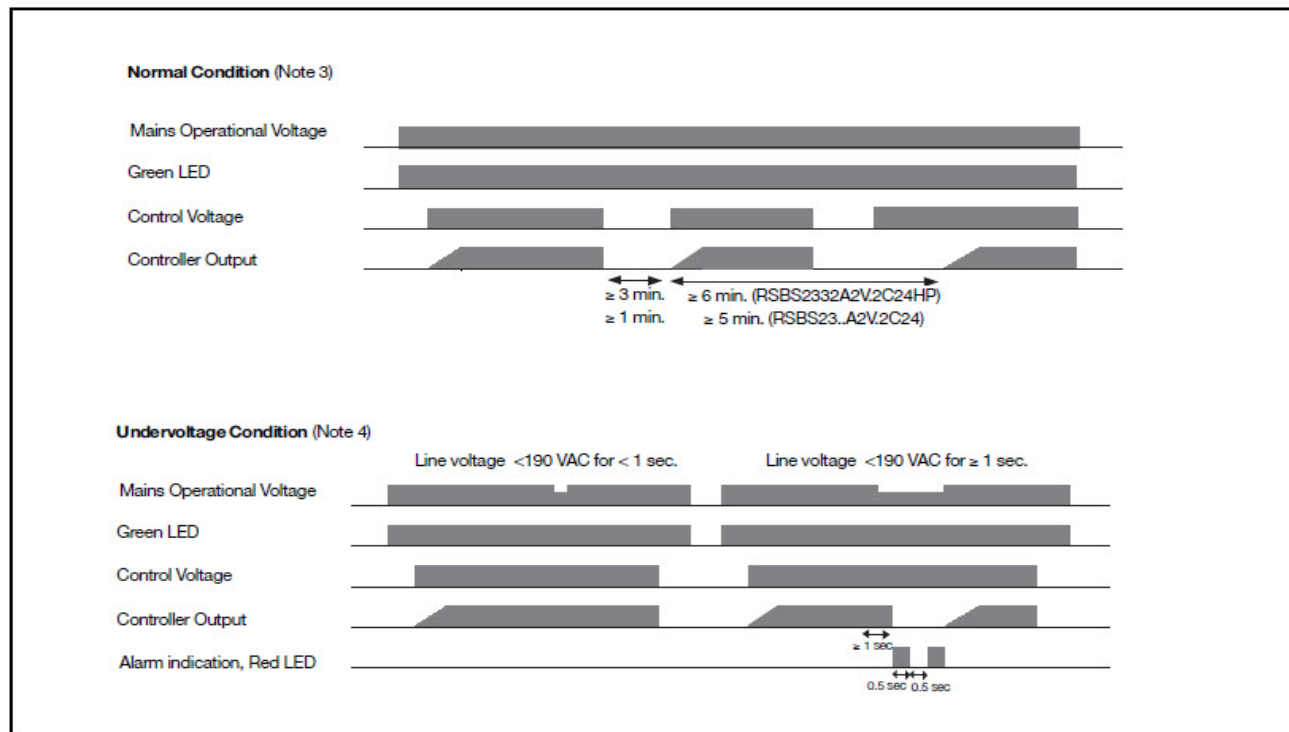 Normal Condition (Note 3)
Mains Operational Voltage
Green LED
Control Voltage
Controller Output
≥ 3 min. ≥ 6 min. (RSBS2332A2V.2C24HP)
≥ 1 min. ≥ 5 min. (RSBS23..A2V.2C24)
Undervoltage Condition (Note 4)
Line voltage <190 VAC for < 1 sec. Line voltage <190 VAC for ≥ 1 sec.
Mains Operational Voltage
Green LED
Control Voltage
Controller Output
≥ 1 sec
Alarm indication, Red LED
0.5 sec 0.5 sec